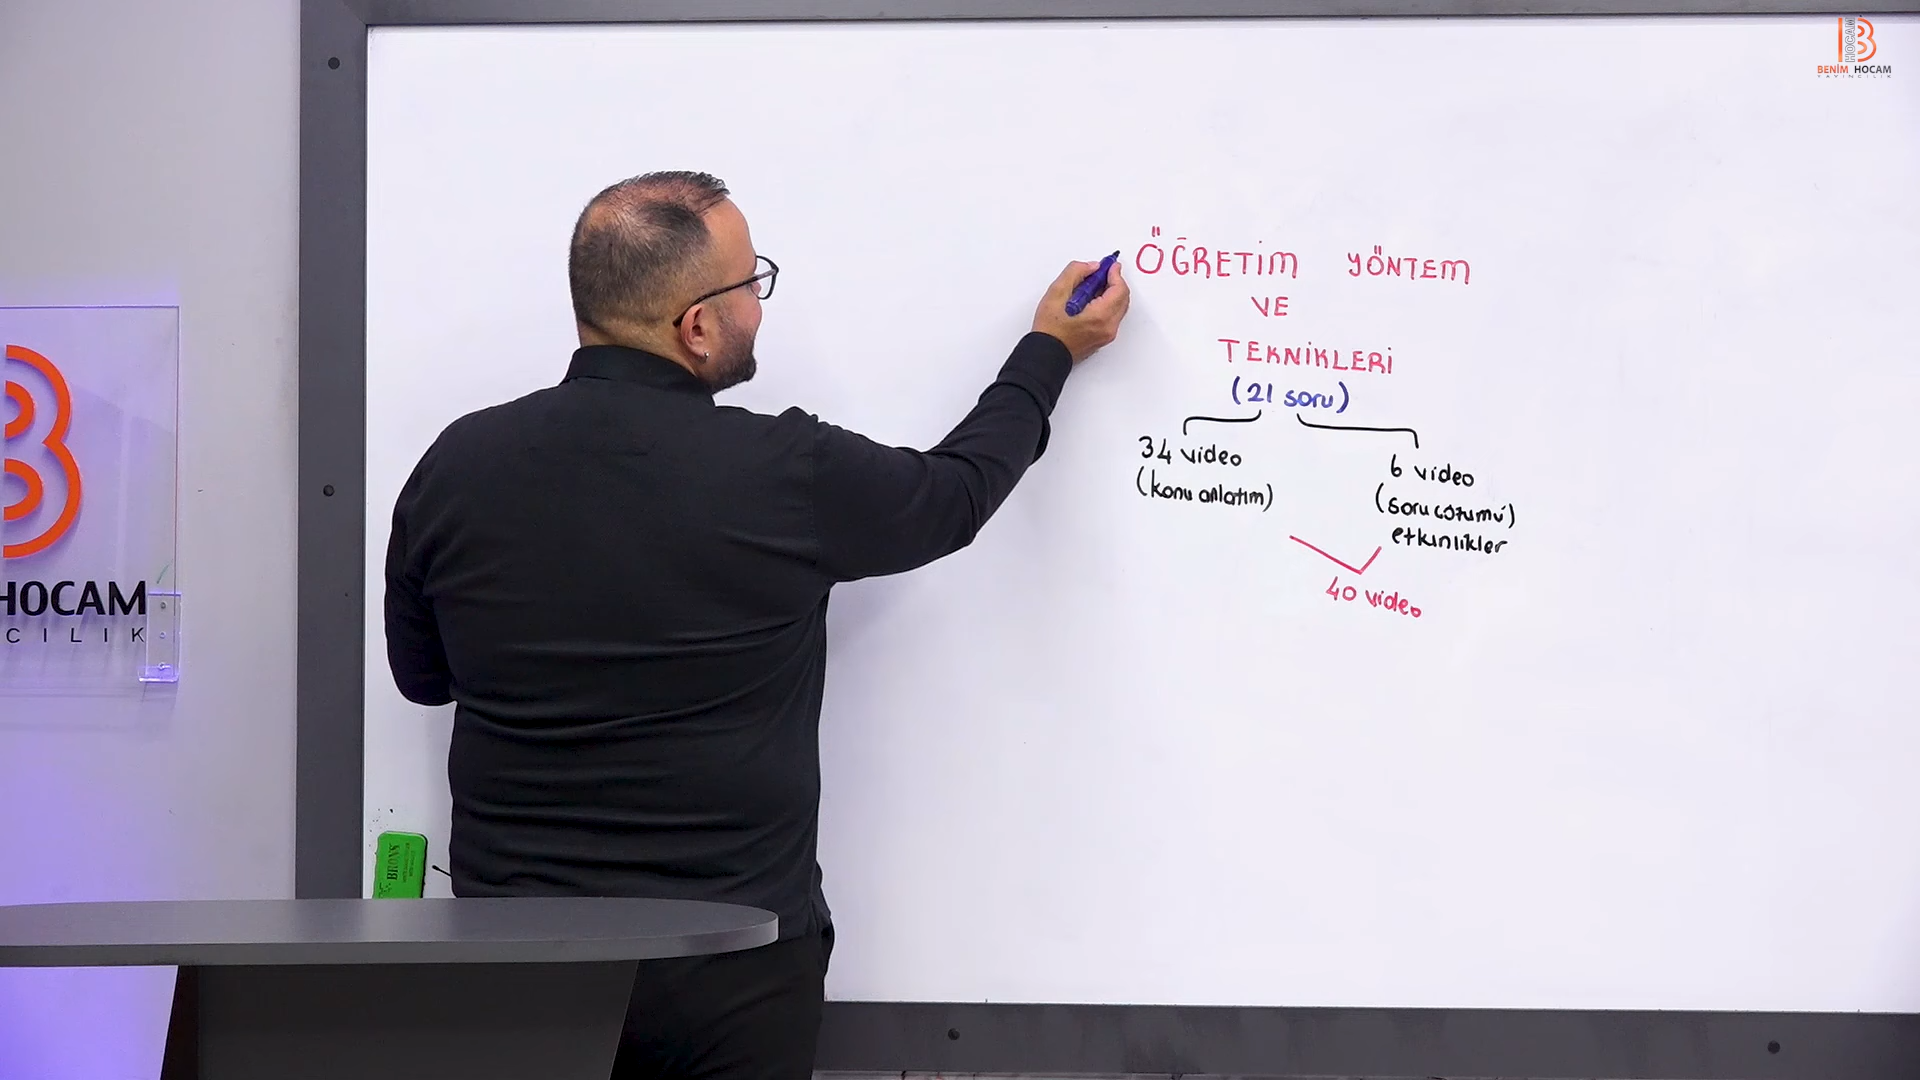 BENİM HOCAM
YAYINCILIK
HOCAM
CILIK
ÖĞRETİM YÖNTEM
VE
TEKNİKLERİ
(21 soru)
34 video
(konu anlatım)
6 video
(soru çözümü)
etkinlikler
40 video
BRONS